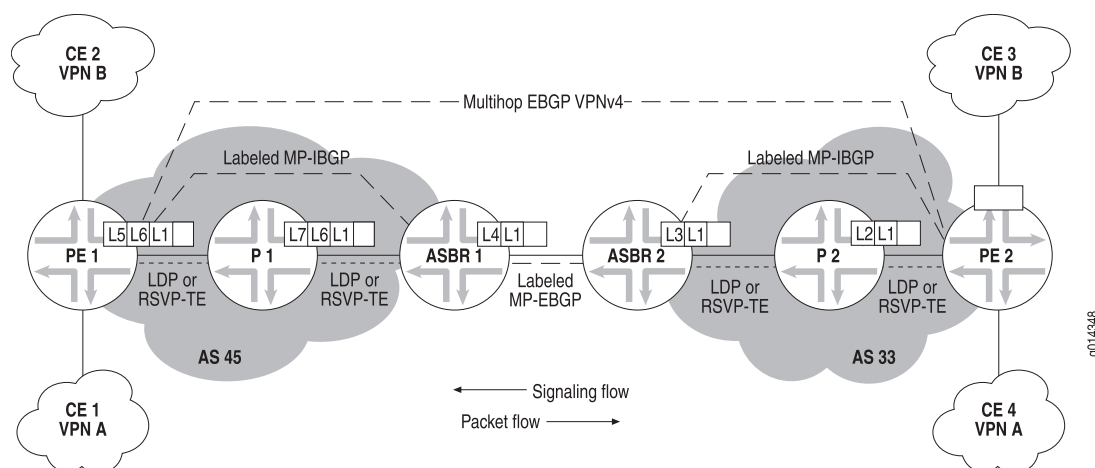 CE 2
VPN B
CE 3
VPN B
Multihop EBGP VPNv4
Labeled MP-IBGP
Labeled MP-IBGP
L5 L6 L1
L7 L6 L1
L4 L1
L3 L1
L2 L1
PE 1
P 1
ASBR 1
ASBR 2
P 2
PE 2
LDP or
RSVP-TE
LDP or
RSVP-TE
Labeled
MP-EBGP
LDP or
RSVP-TE
LDP or
RSVP-TE
AS 45
AS 33
Signaling flow
Packet flow
CE 1
VPN A
CE 4
VPN A
g014348